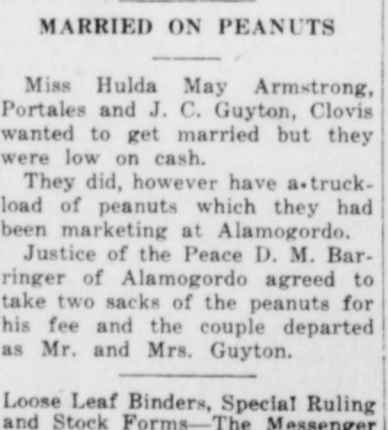 MARRIED ON PEANUTS
Miss Hulda May Armstrong,
Portales and J. C. Guyton, Clovis
wanted to get married but they
were low on cash.
They did, however have a truck-
load of peanuts which they had
been marketing at Alamogordo.
Justice of the Peace D. M. Bar-
ringer of Alamogordo agreed to
take two sacks of the peanuts for
his fee and the couple departed
as Mr. and Mrs. Guyton.
Loose Leaf Binders, Special Ruling
and Stock Forms—The Messenger